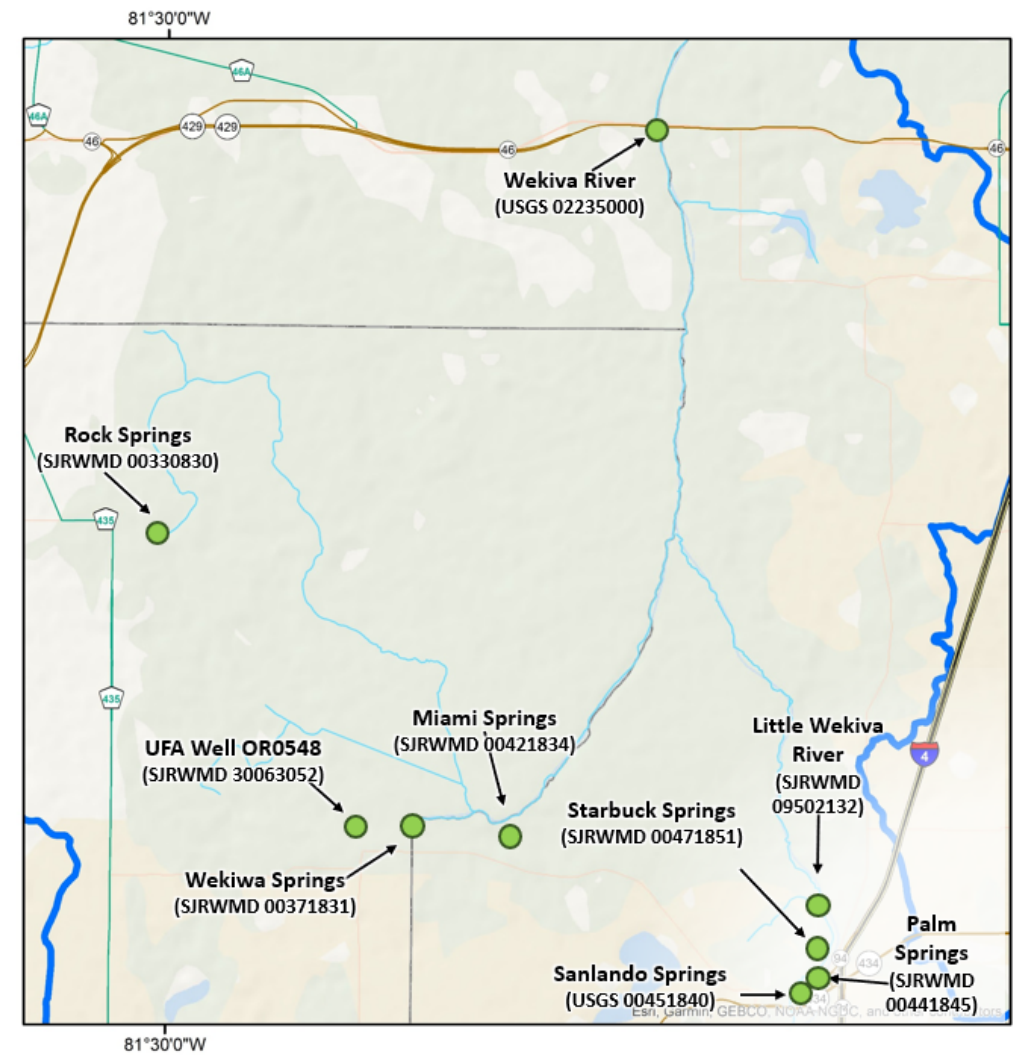 81°30'0"W
46A
46A
429 429
46
46
46
Wekiva River
(USGS 02235000)
Rock Springs
(SJRWMD 00330830)
435
435
Miami Springs
(SJRWMD 00421834)
UFA Well OR0548
(SJRWMD 30063052)
Little Wekiva
River
(SJRWMD
09502132)
4
Starbuck Springs
(SJRWMD 00471851)
Wekiwa Springs
(SJRWMD 00371831)
Palm
Springs
(SJRWMD
00441845)
94
434
Sanlando Springs
(USGS 00451840)
Esri, Garmin, GEBCO, NOAA NGDC, and other contributors
81°30'0"W